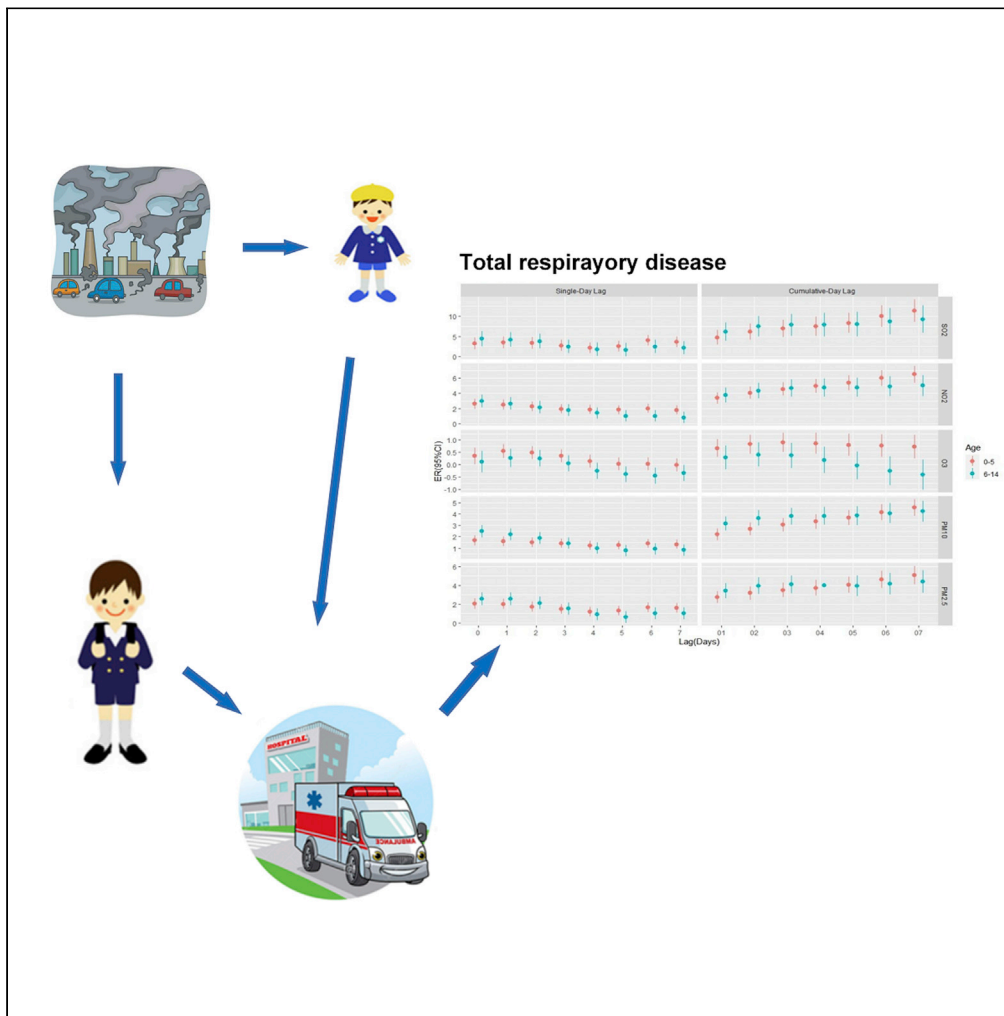 Total respirayory disease
Single-Day Lag
Cumulative-Day Lag
10
5
0
SO2
6
4
2
0
NO2
1.0
0.5
0.0
-0.5
-1.0
O3
5
4
3
2
1
PM10
6
4
2
0
PM2.5
ER(95%CI)
0 1 2 3 4 5 6 7
01 02 03 04 05 06 07
Lag(Days)
Age
0-5
6-14
HOSPITAL
AMBULANCE